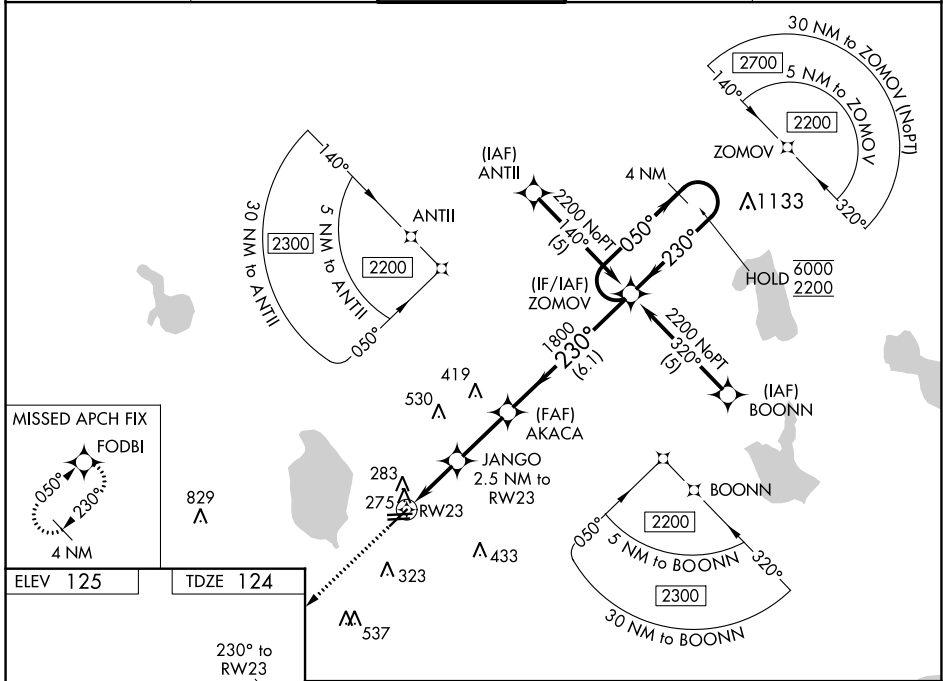 30 NM to ZOMOV (NoPT)
2700
5 NM to ZOMOV
140°
2200
ZOMOV
320°
(IAF)
ANTII
4 NM
1133
2200 NoPT
140°
(5)
050°
230°
HOLD 6000
2200
(IF/IAF)
ZOMOV
140°
ANTII
5 NM to ANTII
30 NM to ANTII
2300
2200
050°
2200 NoPT
320°
(5)
(IAF)
BOONN
1800
230°
(6.1)
419
530
(FAF)
AKACA
JANGO
2.5 NM to
RW23
283
275
RW23
MISSED APCH FIX
FODBI
050°
230°
4 NM
829
433
323
537
BOONN
050°
320°
2200
5 NM to BOONN
2300
30 NM to BOONN
ELEV 125
TDZE 124
230° to
RW23